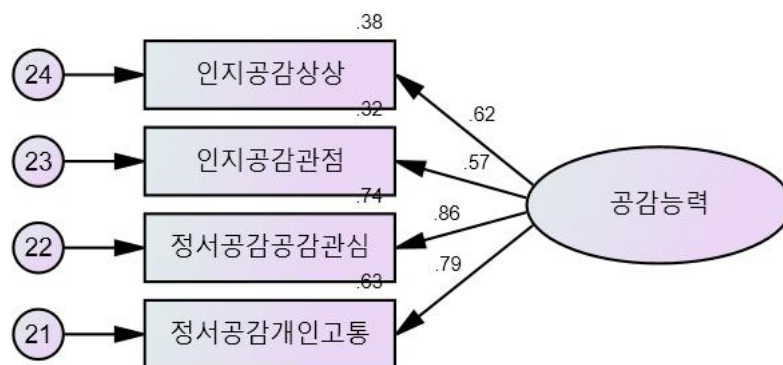 .38
24
인지공감상상
.62
.32
23
인지공감관점
.57
공감능력
.74
22
정서공감공감관심
.86
.63
21
정서공감개인고통
.79